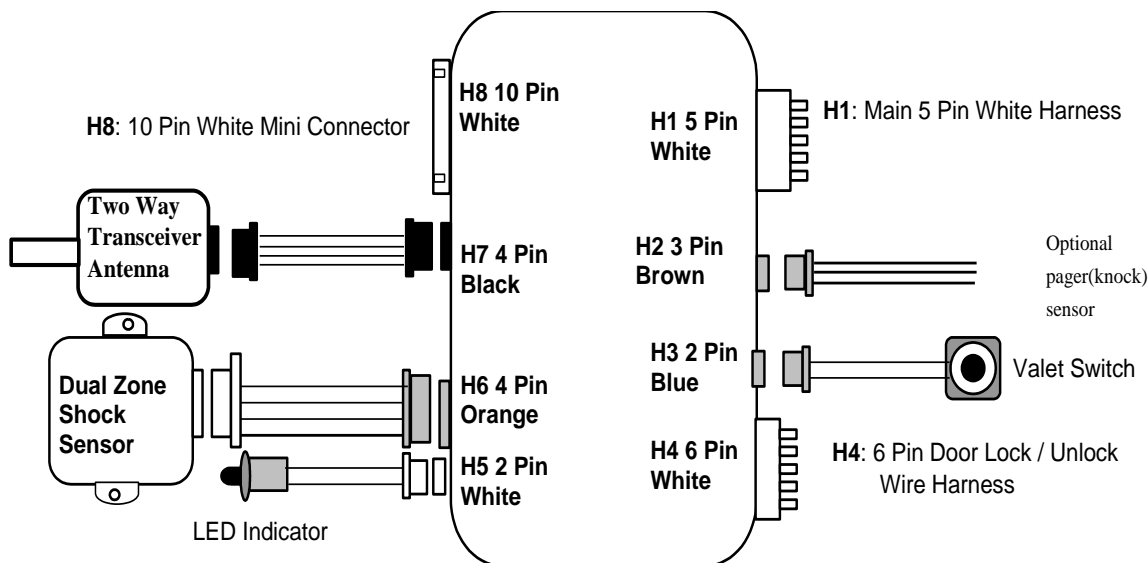 H8 10 Pin
White
H8: 10 Pin White Mini Connector
H1 5 Pin
White
H1: Main 5 Pin White Harness
Two Way
Transceiver
Antenna
H7 4 Pin
Black
H2 3 Pin
Brown
Optional
pager(knock)
sensor
Dual Zone
Shock
Sensor
H6 4 Pin
Orange
H3 2 Pin
Blue
Valet Switch
H5 2 Pin
White
LED Indicator
H4 6 Pin
White
H4: 6 Pin Door Lock / Unlock
Wire Harness